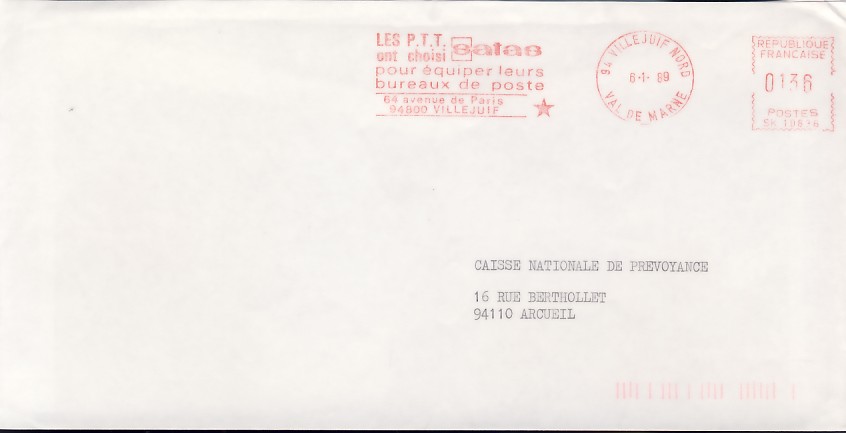 LES P.T.T.
ont choisi satas
pour équiper leurs
bureaux de poste
64 avenue de Paris
94800 VILLEJUIF
94 VILLEJUIF NORD
6-1- 89
VAL DE MARNE
REPUBLIQUE
FRANCAISE
0136
POSTES
CAISSE NATIONALE DE PREVOYANCE
16 RUE BERTHOLLET
94110 ARCUEIL